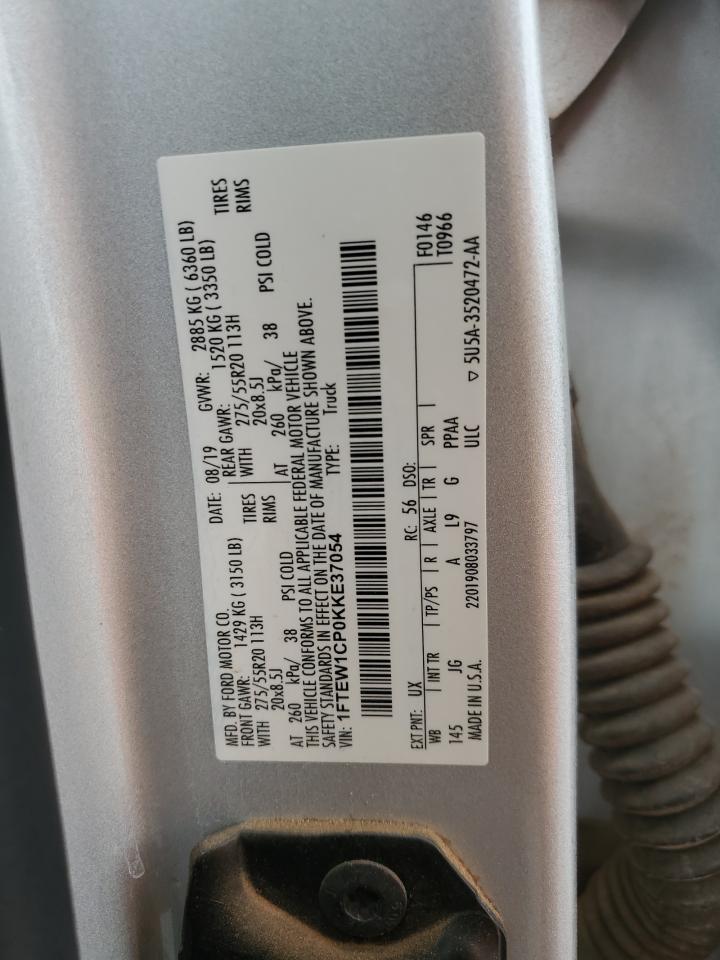 MFD. BY FORD MOTOR CO.
DATE: 08/19 GVWR: 2885 KG ( 6360 LB)
FRONT GAWR: 1429 KG ( 3150 LB) REAR GAWR: 1520 KG ( 3350 LB)
WITH 275/55R20 113H TIRES WITH 275/55R20 113H TIRES
20x8.5J RIMS 20x8.5J RIMS
AT 260 kPa/ 38 PSI COLD AT 260 kPa/ 38 PSI COLD
THIS VEHICLE CONFORMS TO ALL APPLICABLE FEDERAL MOTOR VEHICLE
SAFETY STANDARDS IN EFFECT ON THE DATE OF MANUFACTURE SHOWN ABOVE.
VIN: 1FTEW1CP0KKE37054 TYPE: Truck
EXT PNT: UX RC: 56 DSO: F0146
WB INT TR TP/PS R AXLE TR SPR T0966
145 JG A L9 G PPAA
MADE IN U.S.A. 2201908033797 ULC ▽ 5U5A-3520472-AA